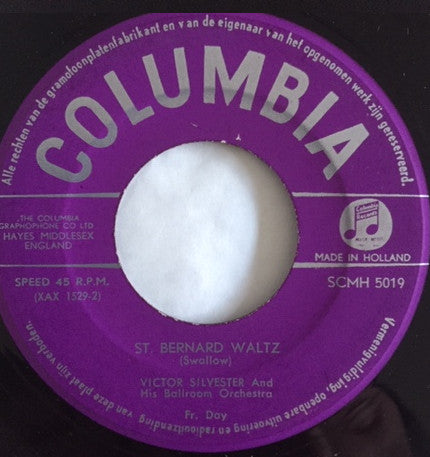 Alle rechten van de gramofoonplatenfabrikant en van de eigenaar van het opgenomen werk zijn gereserveerd.
COLUMBIA
THE COLUMBIA
GRAPHOPHONE CO LTD
HAYES MIDDLESEX
ENGLAND
Columbia
Records
MADE IN HOLLAND
SPEED 45 R.P.M.
(XAX 1529-2)
SCMH 5019
ST. BERNARD WALTZ
(Swallow)
VICTOR SILVESTER And
His Ballroom Orchestra
Fr. Day
Vermenigvuldiging, openbare uitvoering en radiouitzending van deze plaat zijn verboden.